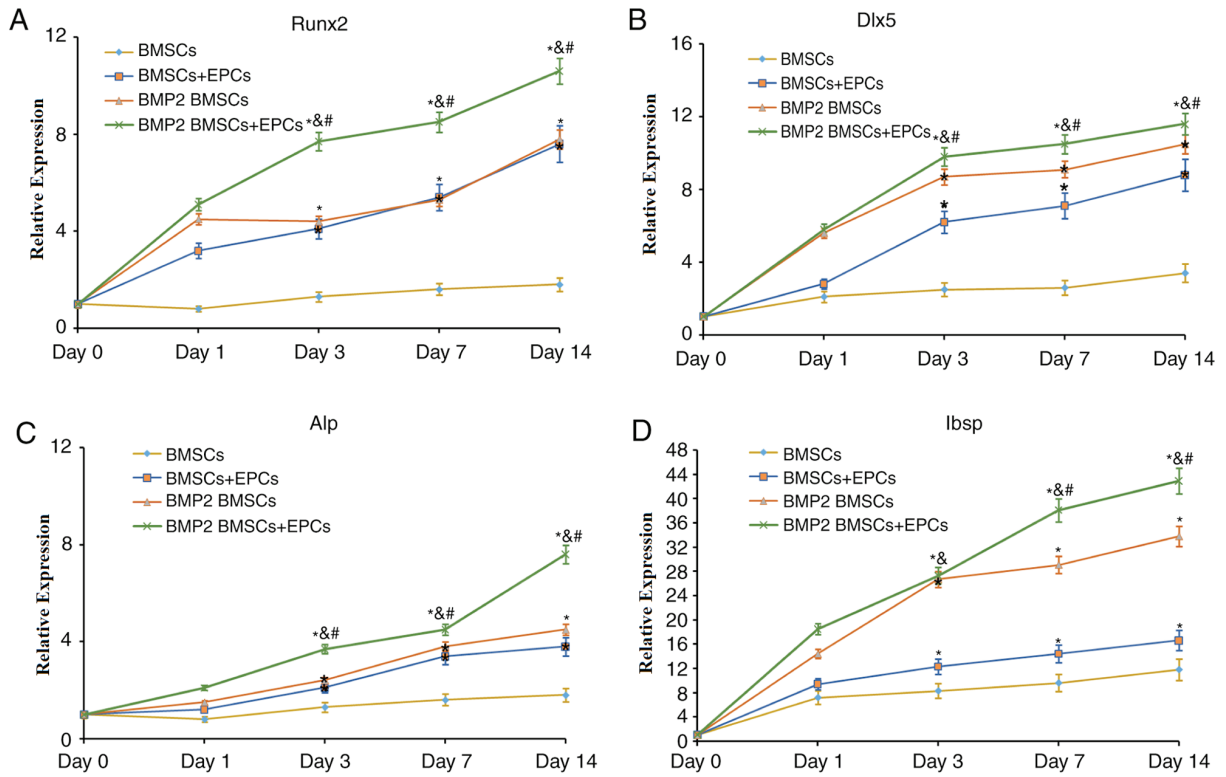 A
Runx2
12
8
4
0
Relative Expression
BMSCs
BMSCs+EPCs
BMP2 BMSCs
BMP2 BMSCs+EPCs
*&#
*&#
*&#
*
*
*
*
*
*
Day 0
Day 1
Day 3
Day 7
Day 14
B
Dlx5
16
12
8
4
0
Relative Expression
BMSCs
BMSCs+EPCs
BMP2 BMSCs
BMP2 BMSCs+EPCs
*&#
*&#
*&#
*
*
*
*
*
*
Day 0
Day 1
Day 3
Day 7
Day 14
C
Alp
12
8
4
0
Relative Expression
BMSCs
BMSCs+EPCs
BMP2 BMSCs
BMP2 BMSCs+EPCs
*&#
*&#
*&#
*
*
*
*
*
*
Day 0
Day 1
Day 3
Day 7
Day 14
D
Ibsp
48
44
40
36
32
28
24
20
16
12
8
4
0
Relative Expression
BMSCs
BMSCs+EPCs
BMP2 BMSCs
BMP2 BMSCs+EPCs
*&
*&#
*&#
*
*
*
*
*
*
Day 0
Day 1
Day 3
Day 7
Day 14